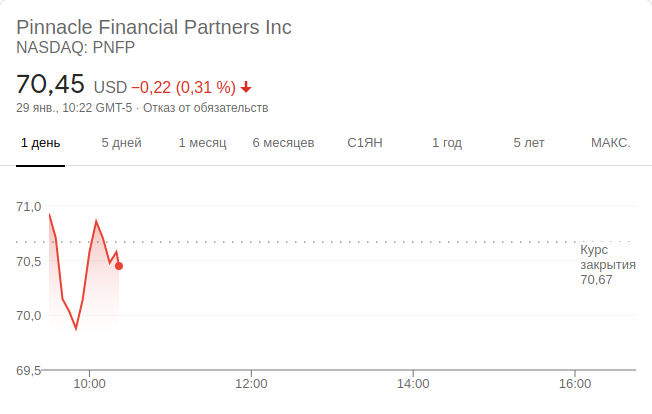 Pinnacle Financial Partners Inc
NASDAQ: PNFP
70,45 USD −0,22 (0,31 %)
29 янв., 10:22 GMT-5 · Отказ от обязательств
1 день 5 дней 1 месяц 6 месяцев С1ЯН 1 год 5 лет МАКС.
71,0
Курс
закрытия
70,67
70,5
70,0
69,5
10:00 12:00 14:00 16:00